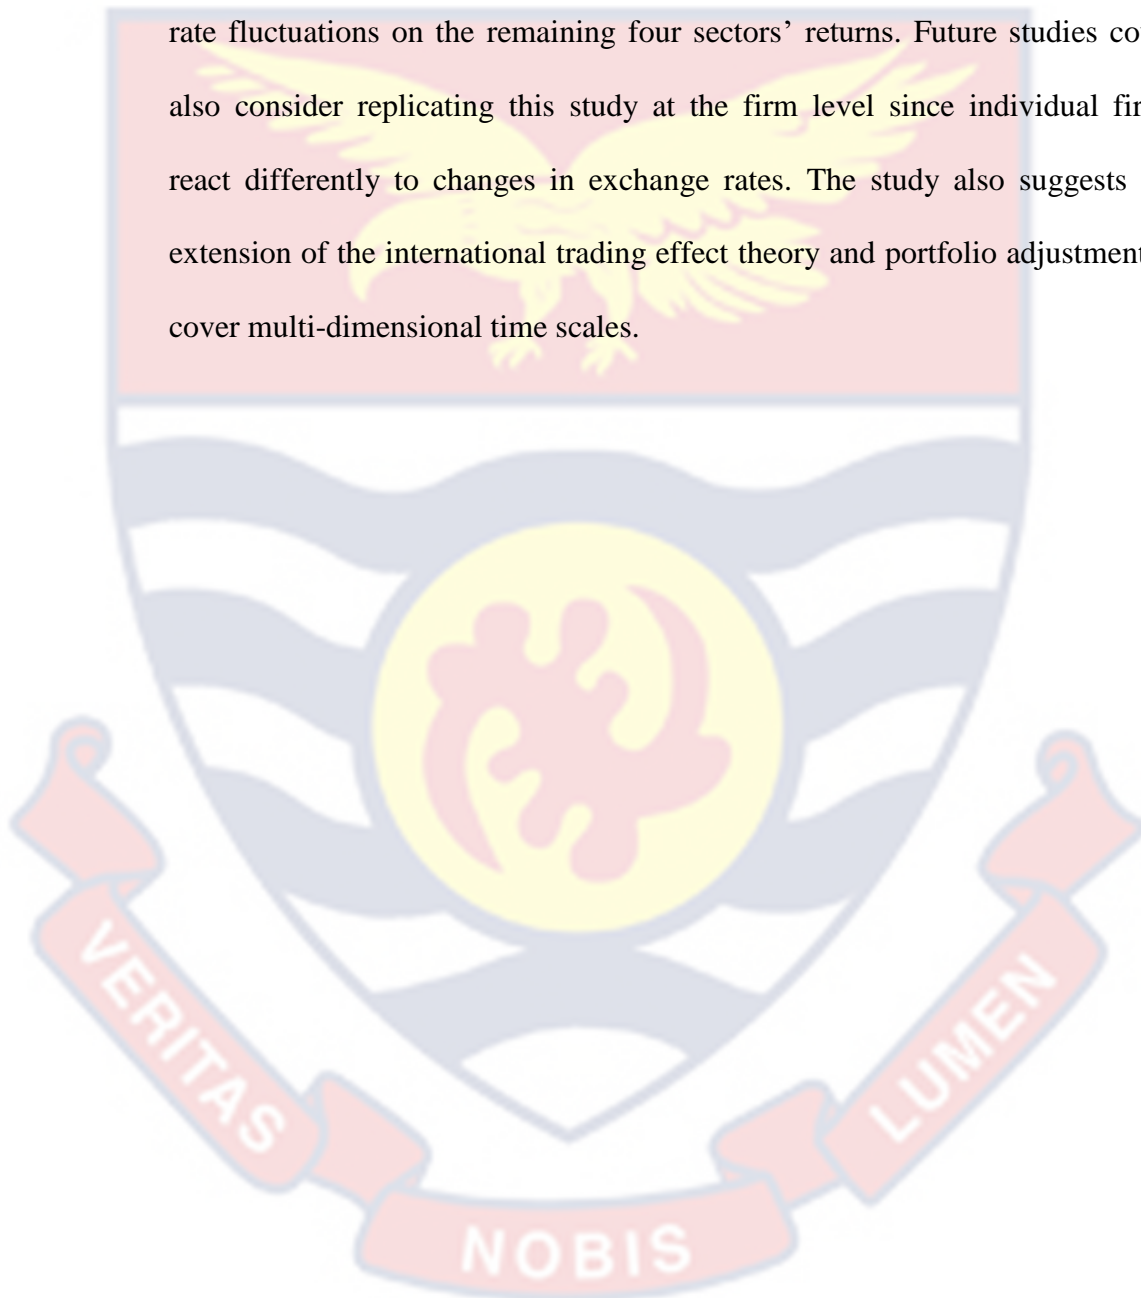 rate fluctuations on the remaining four sectors’ returns. Future studies co
also consider replicating this study at the firm level since individual fir
react differently to changes in exchange rates. The study also suggests
extension of the international trading effect theory and portfolio adjustment
cover multi-dimensional time scales.
VERITAS
NOBIS
LUMEN